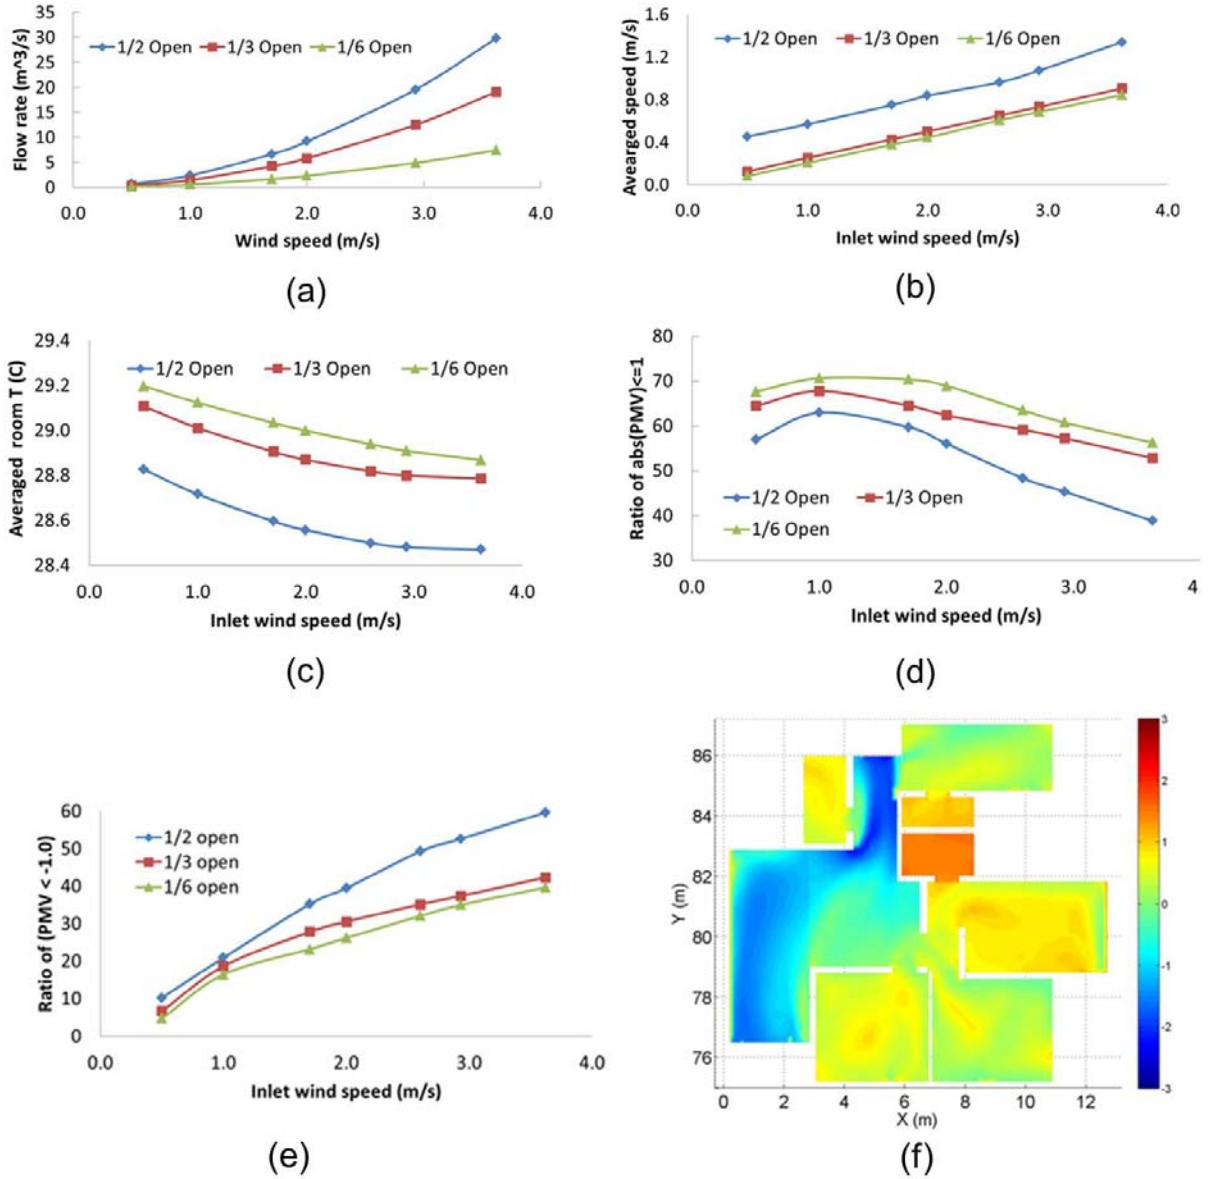 35
30
25
20
15
10
5
0
Flow rate (m^3/s)
1/2 Open 1/3 Open 1/6 Open
0.0 1.0 2.0 3.0 4.0
Wind speed (m/s)
(a)
1.6
1.2
0.8
0.4
0.0
Avearged speed (m/s)
1/2 Open 1/3 Open 1/6 Open
0.0 1.0 2.0 3.0 4.0
Inlet wind speed (m/s)
(b)
29.4
29.2
29.0
28.8
28.6
28.4
Averaged room T (C)
1/2 Open 1/3 Open 1/6 Open
0.0 1.0 2.0 3.0 4.0
Inlet wind speed (m/s)
(c)
80
70
60
50
40
30
Ratio of abs(PMV)<=1
1/2 Open 1/3 Open
1/6 Open
0.0 1.0 2.0 3.0 4
Inlet wind speed (m/s)
(d)
60
50
40
30
20
10
0
Ratio of (PMV < -1.0)
1/2 open
1/3 open
1/6 open
0.0 1.0 2.0 3.0 4.0
Inlet wind speed (m/s)
(e)
86
84
82
80
78
76
Y (m)
0 2 4 6 8 10 12
X (m)
3
2
1
0
-1
-2
-3
(f)